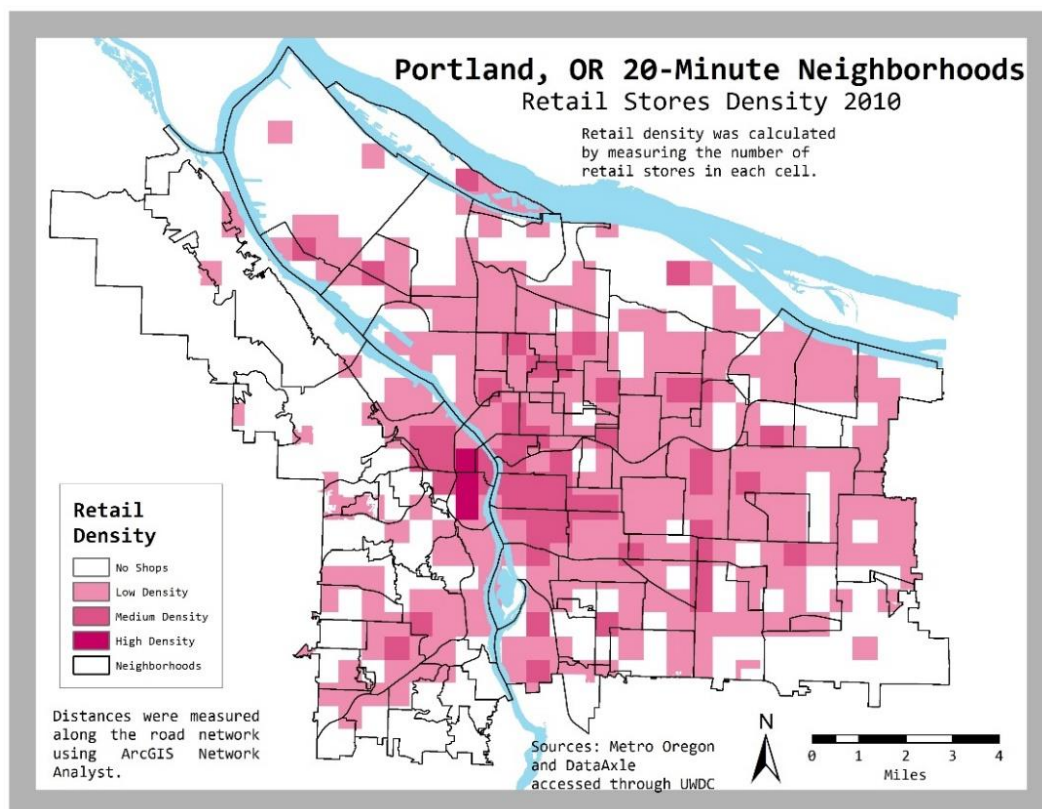 Portland, OR 20-Minute Neighborhoods
Retail Stores Density 2010
Retail density was calculated
by measuring the number of
retail stores in each cell.
Retail
Density
No Shops
Low Density
Medium Density
High Density
Neighborhoods
Distances were measured
along the road network
using ArcGIS Network
Analyst.
Sources: Metro Oregon
and DataAxle
accessed through UWDC
N
0 0.5 1 2 3 4
Miles